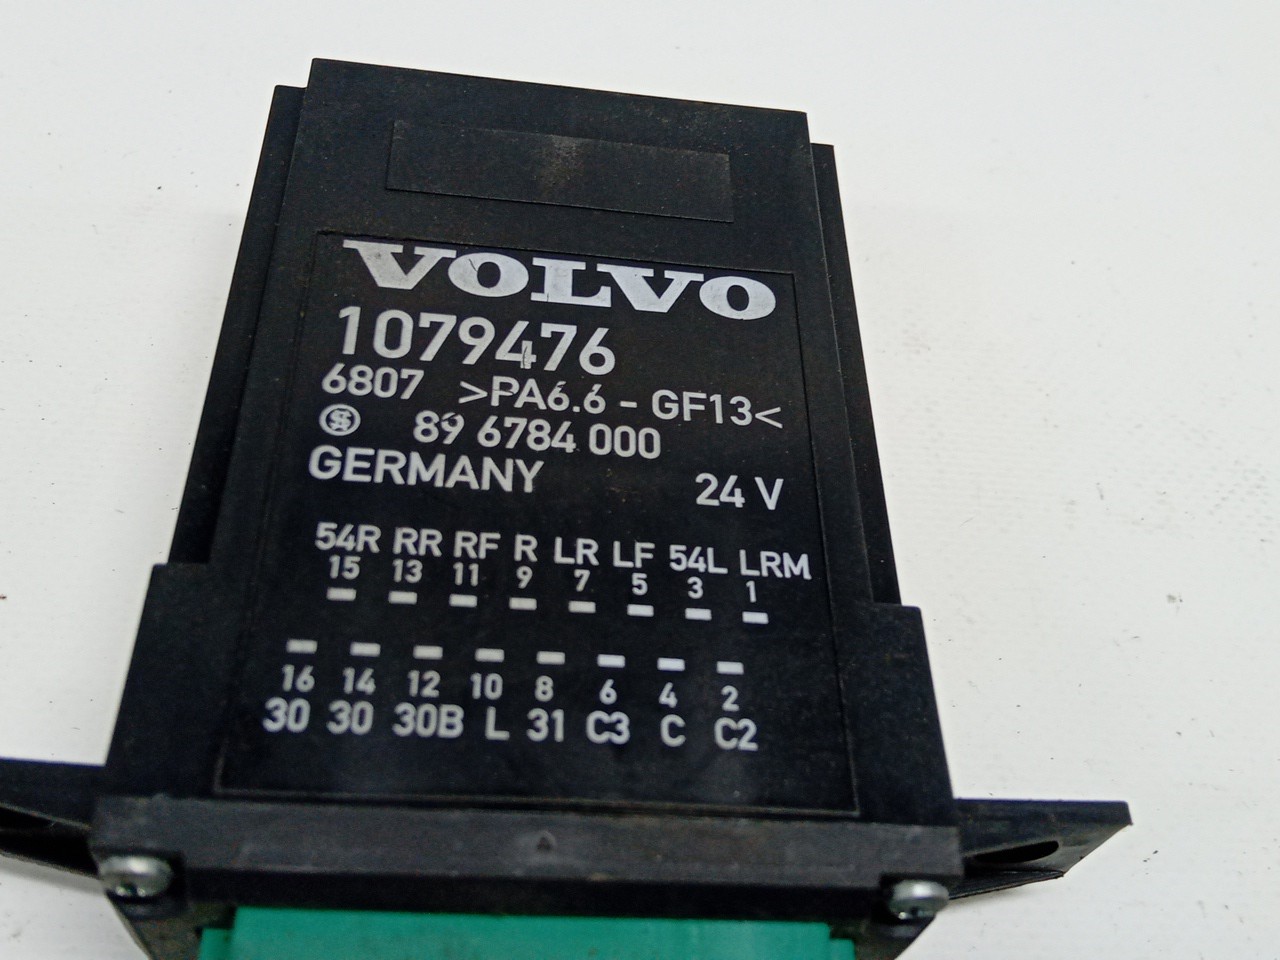 VOLVO
1079476
6807 >PA6.6 - GF13<
89 6784 000
GERMANY 24 V
54R RR RF R LR LF 54L LRM
15 13 11 9 7 5 3 1
16 14 12 10 8 6 4 2
30 30 30B L 31 C3 C C2